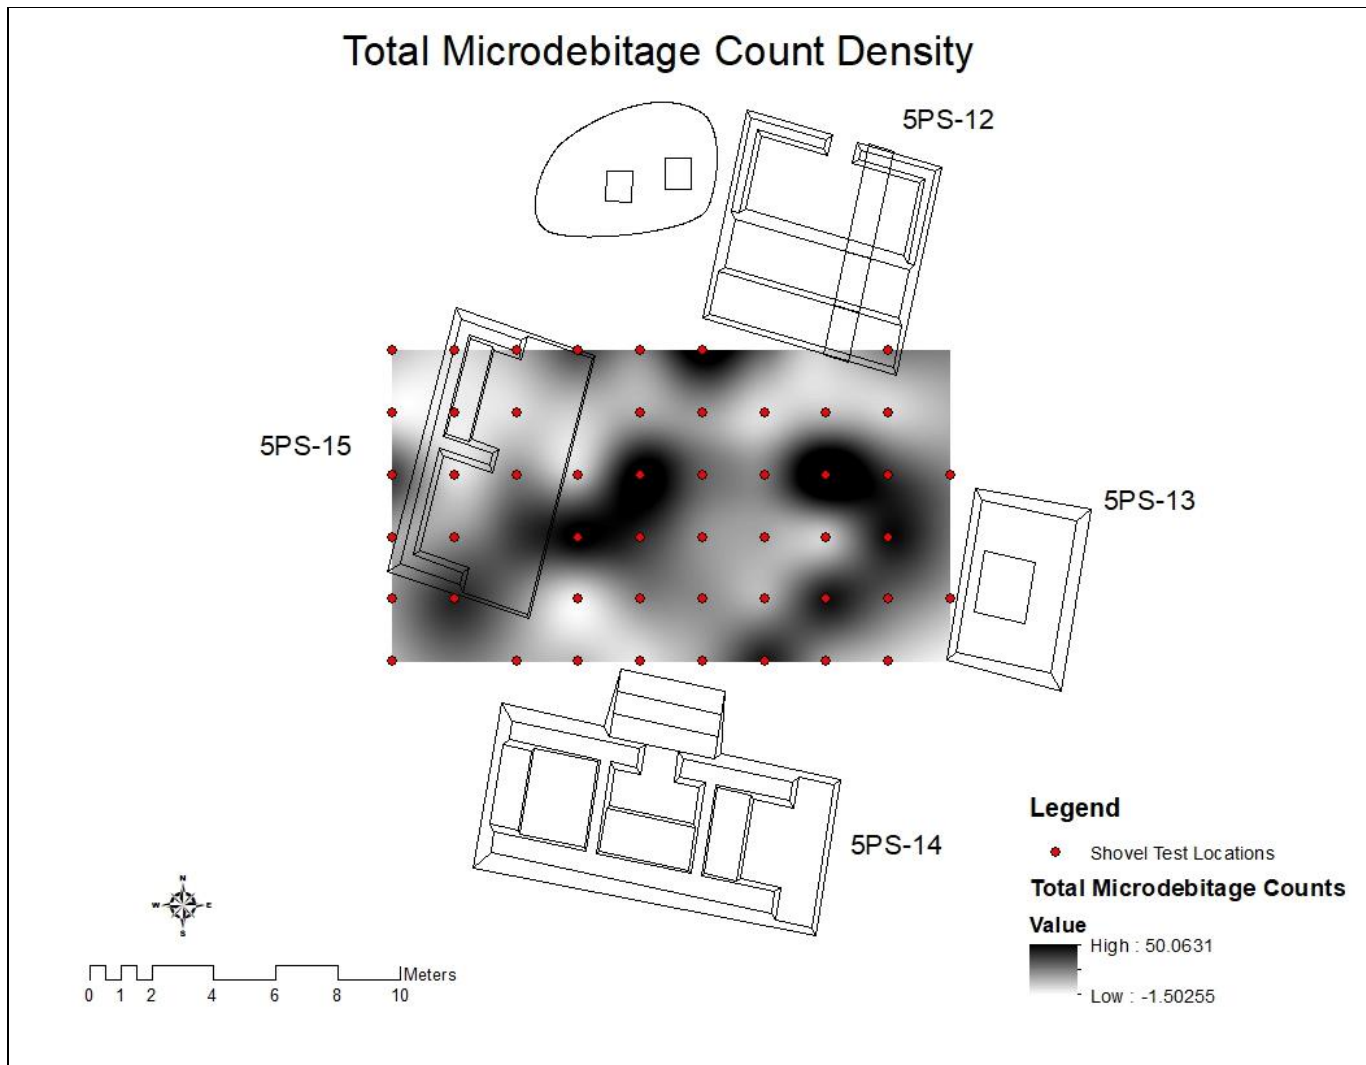 Total Microdebitage Count Density
5PS-12
5PS-15
5PS-13
5PS-14
Legend
Shovel Test Locations
Total Microdebitage Counts
Value
High : 50.0631
Low : -1.50255
N
W E
S
Meters
0 1 2 4 6 8 10